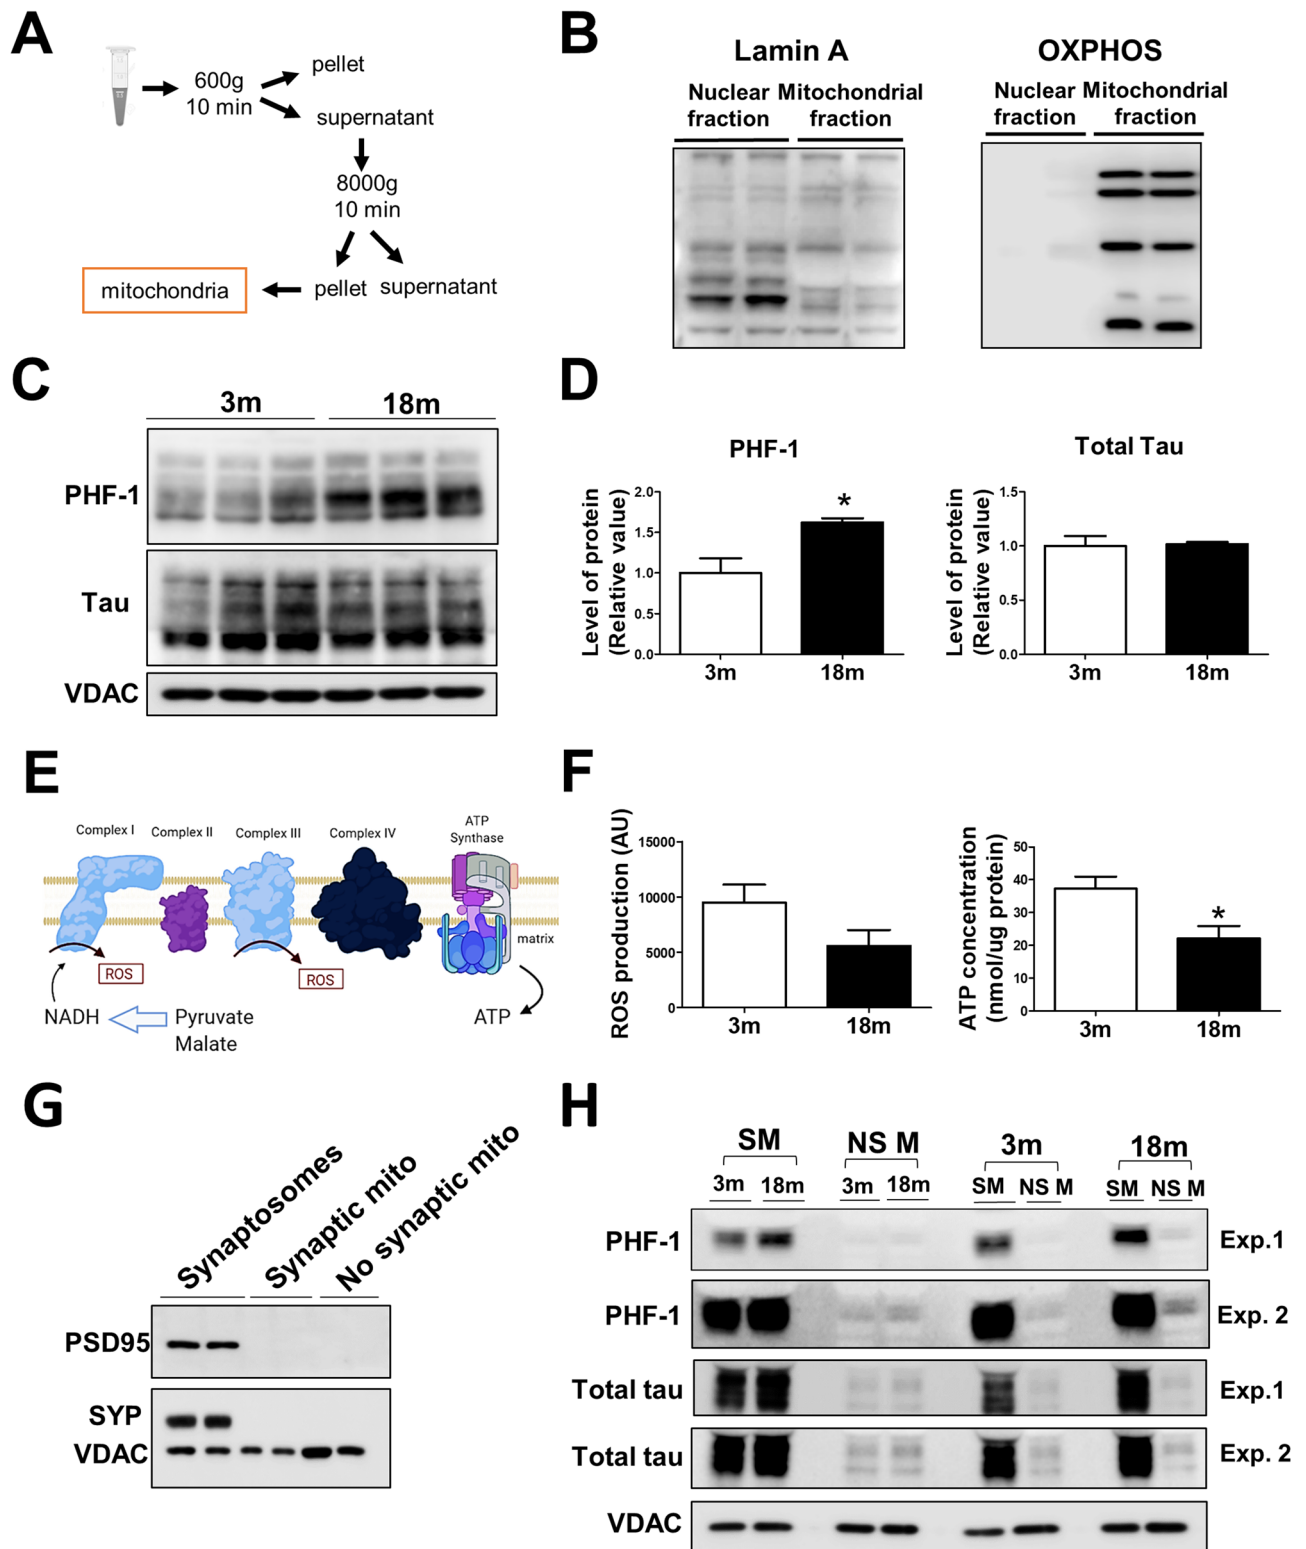 A
600g
10 min
pellet
supernatant
8000g
10 min
mitochondria
pellet
supernatant
B
Lamin A
Nuclear fraction
Mitochondrial fraction
OXPHOS
Nuclear fraction
Mitochondrial fraction
C
3m
18m
PHF-1
Tau
VDAC
D
PHF-1
Level of protein
(Relative value)
2.0
1.5
1.0
0.5
0.0
3m
18m
*
Total Tau
Level of protein
(Relative value)
1.5
1.0
0.5
0.0
3m
18m
E
Complex I
Complex II
Complex III
Complex IV
ATP
Synthase
matrix
ROS
ROS
NADH
Pyruvate
Malate
ATP
F
ROS production (AU)
15000
10000
5000
0
3m
18m
ATP concentration
(nmol/ug protein)
50
40
30
20
10
0
3m
18m
*
G
Synaptosomes
Synaptic mito
No synaptic mito
PSD95
SYP
VDAC
H
SM
NS M
3m
18m
3m
18m
3m
18m
SM
NS M
SM
NS M
PHF-1
Exp.1
PHF-1
Exp. 2
Total tau
Exp.1
Total tau
Exp. 2
VDAC